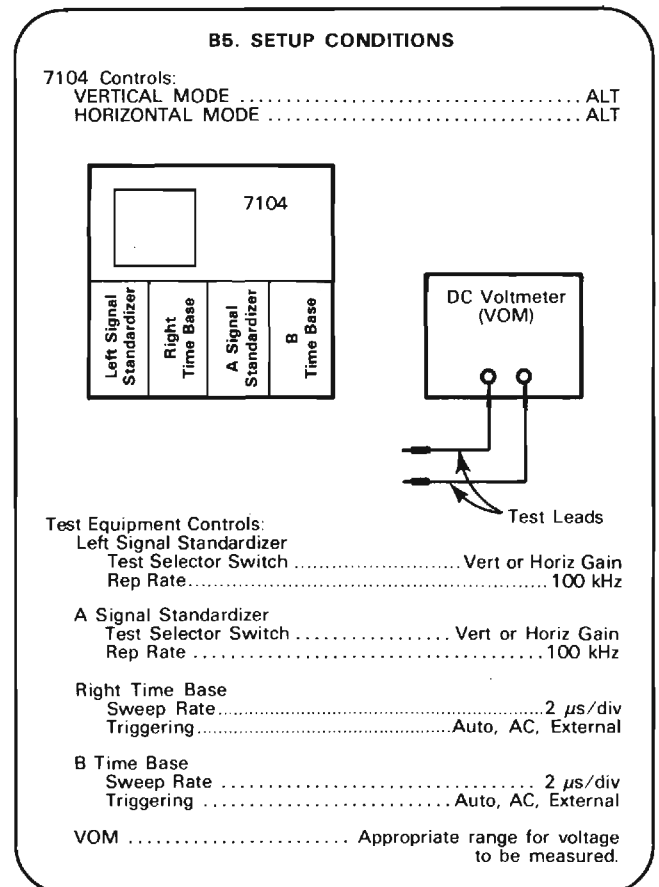 B5. SETUP CONDITIONS
7104 Controls:
VERTICAL MODE .................................. ALT
HORIZONTAL MODE ............................... ALT
7104
Left Signal
Standardizer
Right
Time Base
A Signal
Standardizer
B
Time Base
DC Voltmeter
(VOM)
Test Leads
Test Equipment Controls:
Left Signal Standardizer
Test Selector Switch .......................... Vert or Horiz Gain
Rep Rate...................................................... 100 kHz
A Signal Standardizer
Test Selector Switch ................ Vert or Horiz Gain
Rep Rate .................................... 100 kHz
Right Time Base
Sweep Rate...................................................... 2 μs/div
Triggering.........................................Auto, AC, External
B Time Base
Sweep Rate ................................ 2 μs/div
Triggering ......................... Auto, AC, External
VOM ........................ Appropriate range for voltage
to be measured.